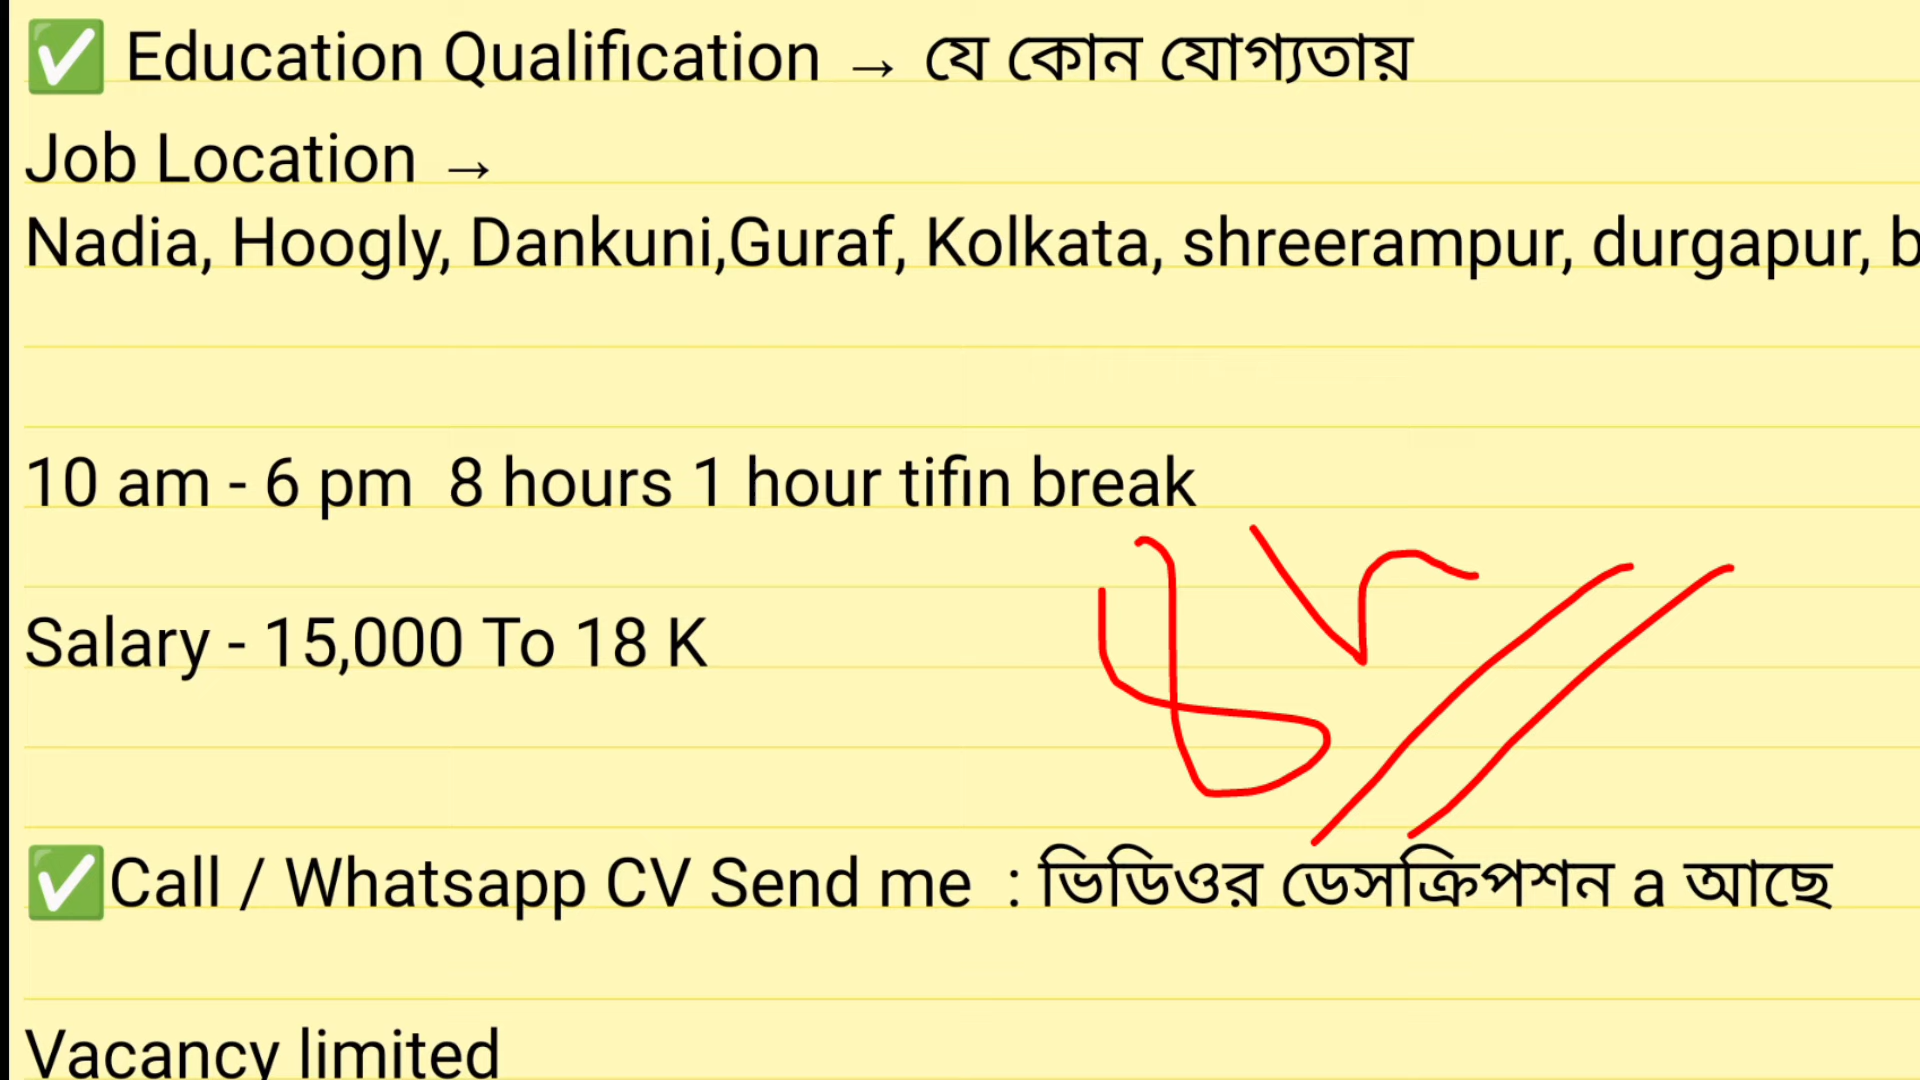 ✅ Education Qualification → যে কোন যোগ্যতায়
Job Location →
Nadia, Hoogly, Dankuni,Guraf, Kolkata, shreerampur, durgapur,
10 am - 6 pm 8 hours 1 hour tifin break
Salary - 15,000 To 18 K
✅Call / Whatsapp CV Send me : ভিডিওর ডেসক্রিপশন a আছে
Vacancy limited